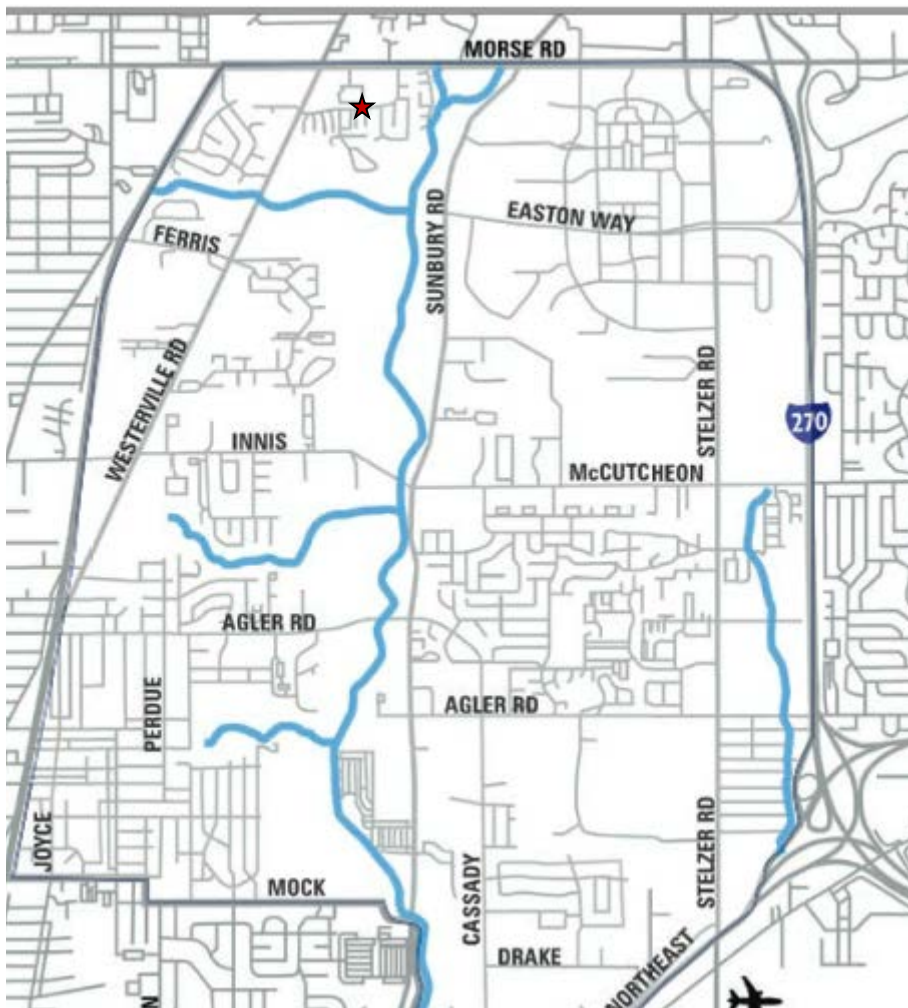 MORSE RD
EASTON WAY
SUNBURY RD
FERRIS
WESTERVILLE RD
STELZER RD
270
INNIS
McCUTCHEON
AGLER RD
PERDUE
AGLER RD
STELZER RD
JOYCE
CASSADY
MOCK
DRAKE
NORTHEAST